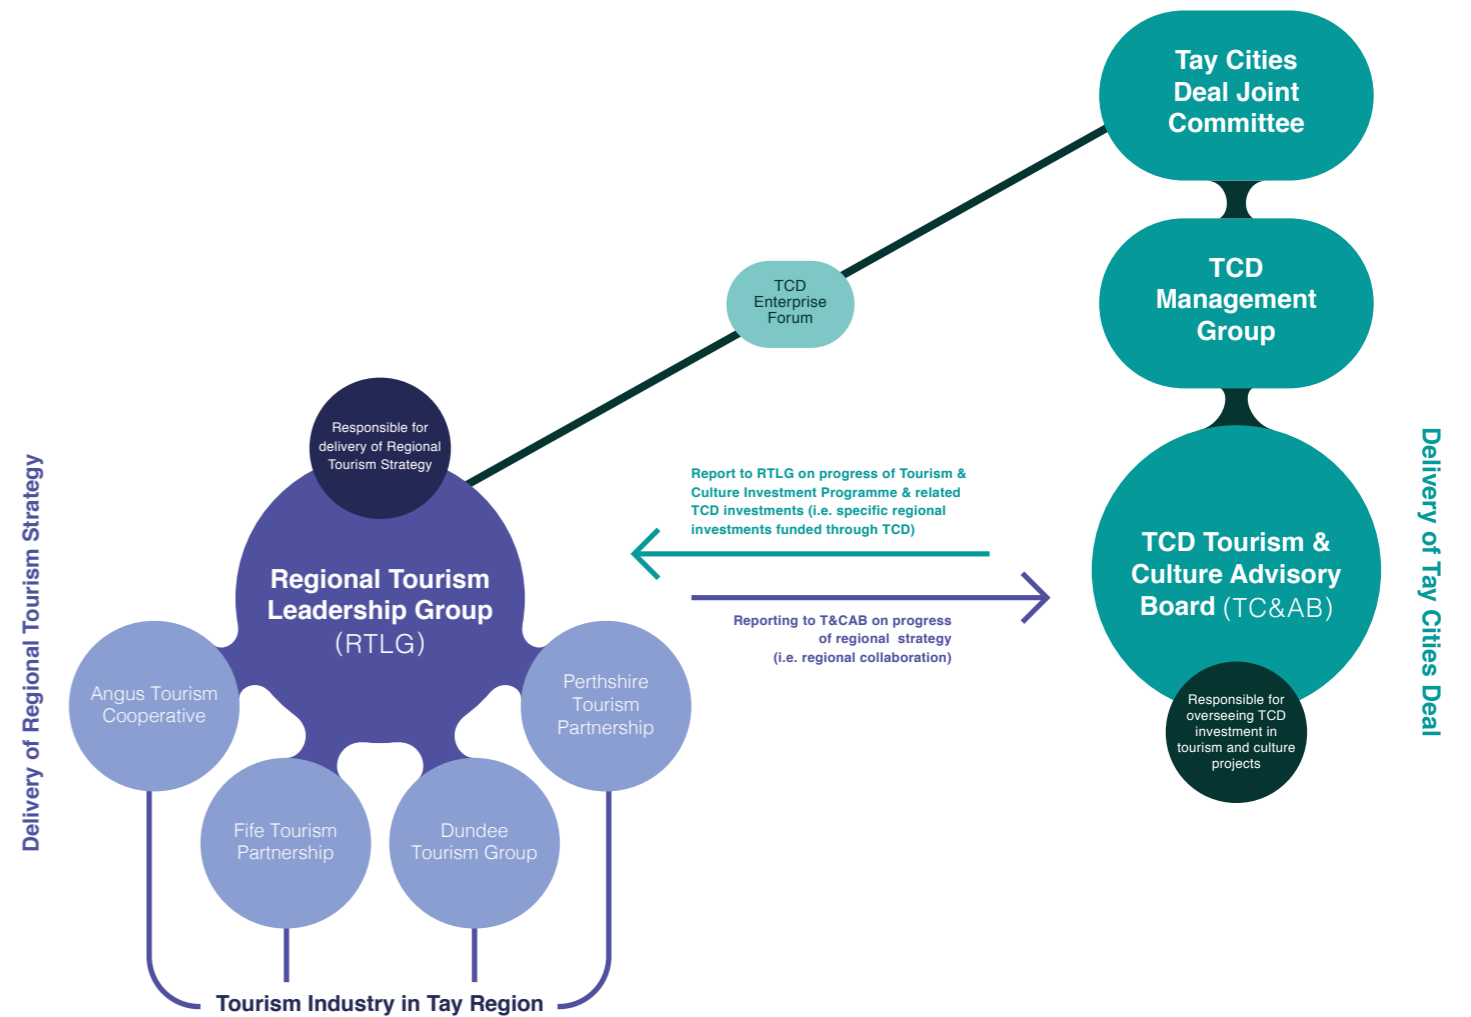 Tay Cities
Deal Joint
Committee
TCD
Management
Group
TCD
Enterprise
Forum
Responsible for
delivery of Regional
Tourism Strategy
Regional Tourism
Leadership Group
(RTLG)
Report to RTLG on progress of Tourism &
Culture Investment Programme & related
TCD investments (i.e. specific regional
investments funded through TCD)
Reporting to T&CAB on progress
of regional strategy
(i.e. regional collaboration)
TCD Tourism &
Culture Advisory
Board (TC&AB)
Responsible for
overseeing TCD
investment in
tourism and culture
projects
Angus Tourism
Cooperative
Fife Tourism
Partnership
Dundee
Tourism Group
Perthshire
Tourism
Partnership
Tourism Industry in Tay Region
Delivery of Regional Tourism Strategy
Delivery of Tay Cities Deal